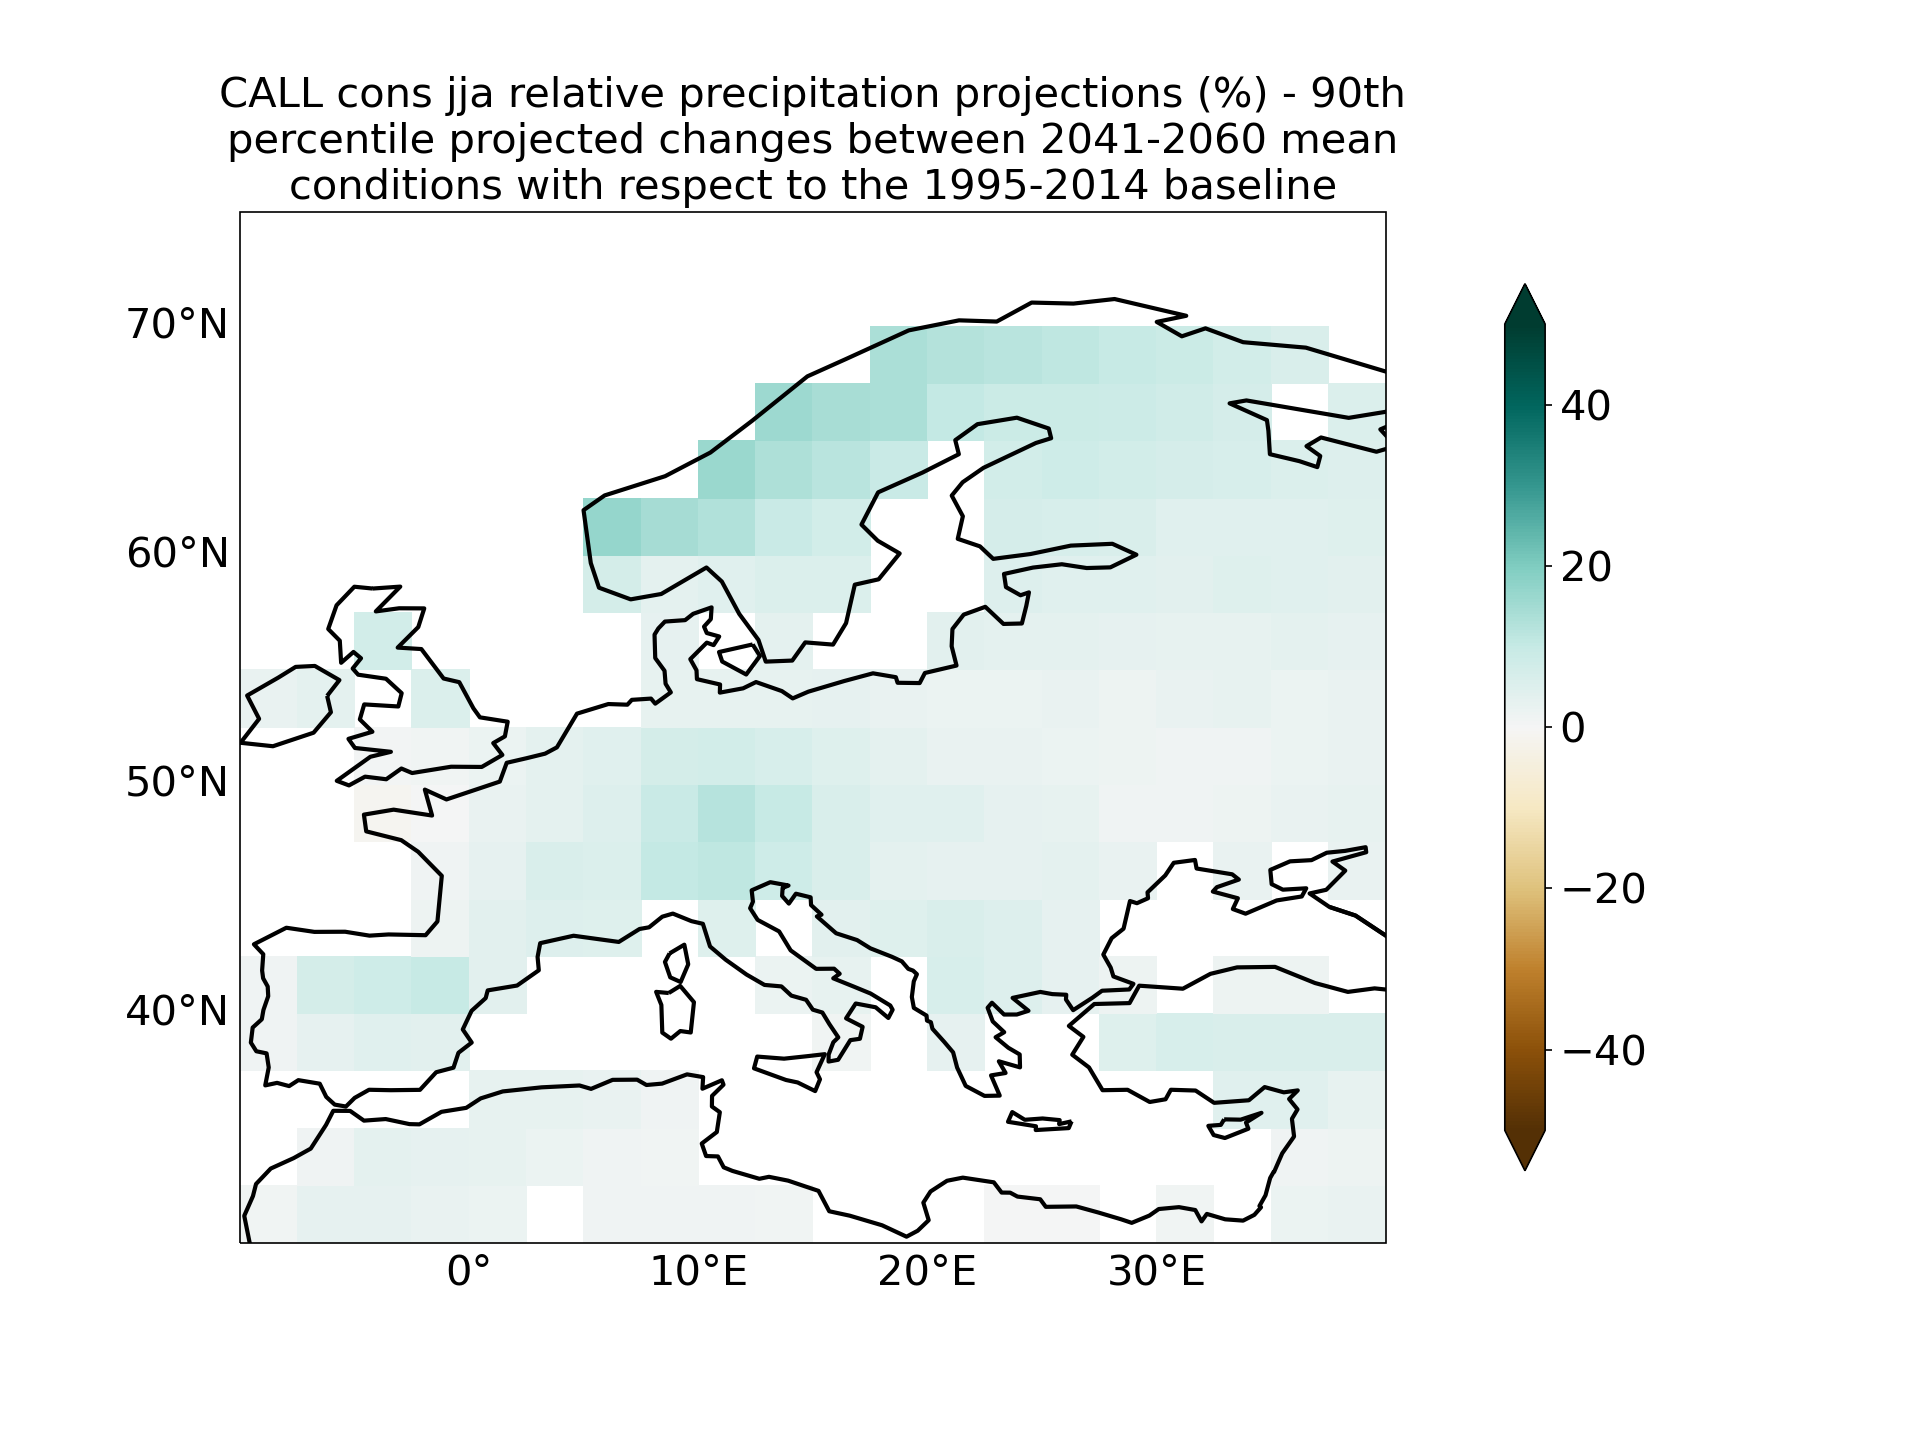 CALL cons jja relative precipitation projections (%) - 90th
percentile projected changes between 2041-2060 mean
conditions with respect to the 1995-2014 baseline
70°N
60°N
50°N
40°N
0°
10°E
20°E
30°E
40
20
0
−20
−40